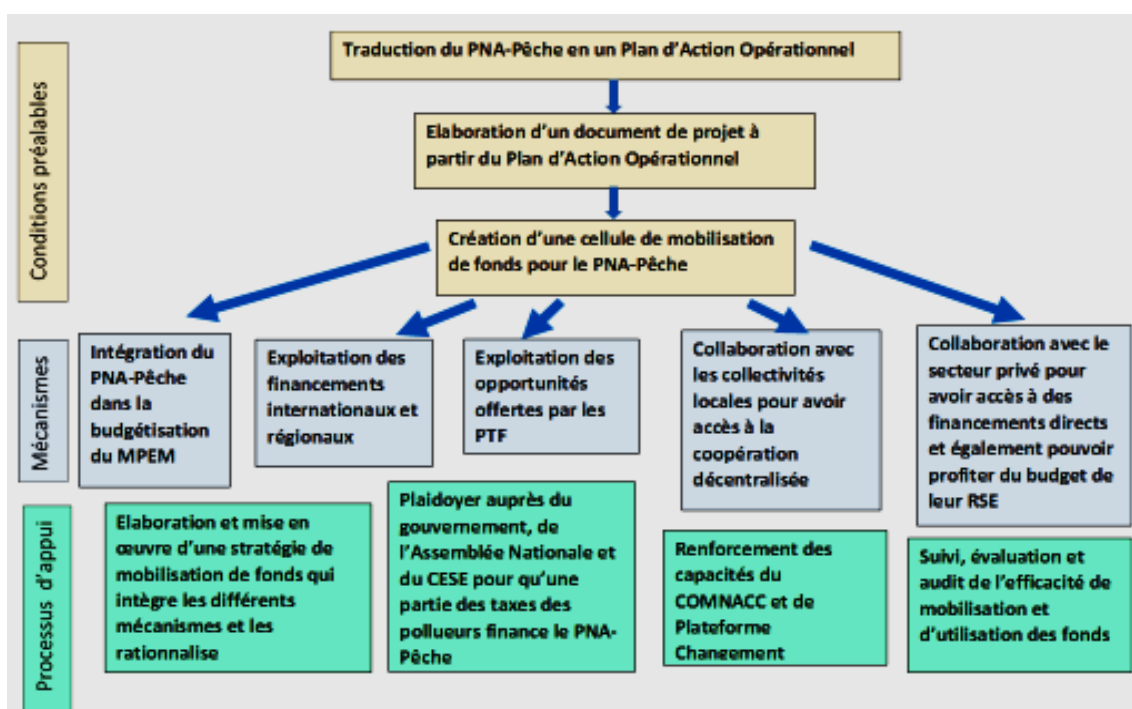 Conditions préalables
Traduction du PNA-Pêche en un Plan d'Action Opérationnel
Elaboration d'un document de projet à
partir du Plan d'Action Opérationnel
Création d'une cellule de mobilisation
de fonds pour le PNA-Pêche
Mécanismes
Intégration du
PNA-Pêche
dans la
budgétisation
du MPEM
Exploitation des
financements
internationaux et
régionaux
Exploitation des
opportunités
offertes par les
PTF
Collaboration avec
les collectivités
locales pour avoir
accès à la
coopération
décentralisée
Collaboration avec le
secteur privé pour
avoir accès à des
financements directs
et également pouvoir
profiter du budget de
leur RSE
Processus d'appui
Elaboration et mise en
œuvre d'une stratégie de
mobilisation de fonds qui
intègre les différents
mécanismes et les
rationnalise
Plaidoyer auprès du
gouvernement, de
l'Assemblée Nationale et
du CESE pour qu'une
partie des taxes des
pollueurs finance le PNA-
Pêche
Renforcement des
capacités du
COMNACC et de
Plateforme
Changement
Suivi, évaluation et
audit de l'efficacité de
mobilisation et
d'utilisation des fonds